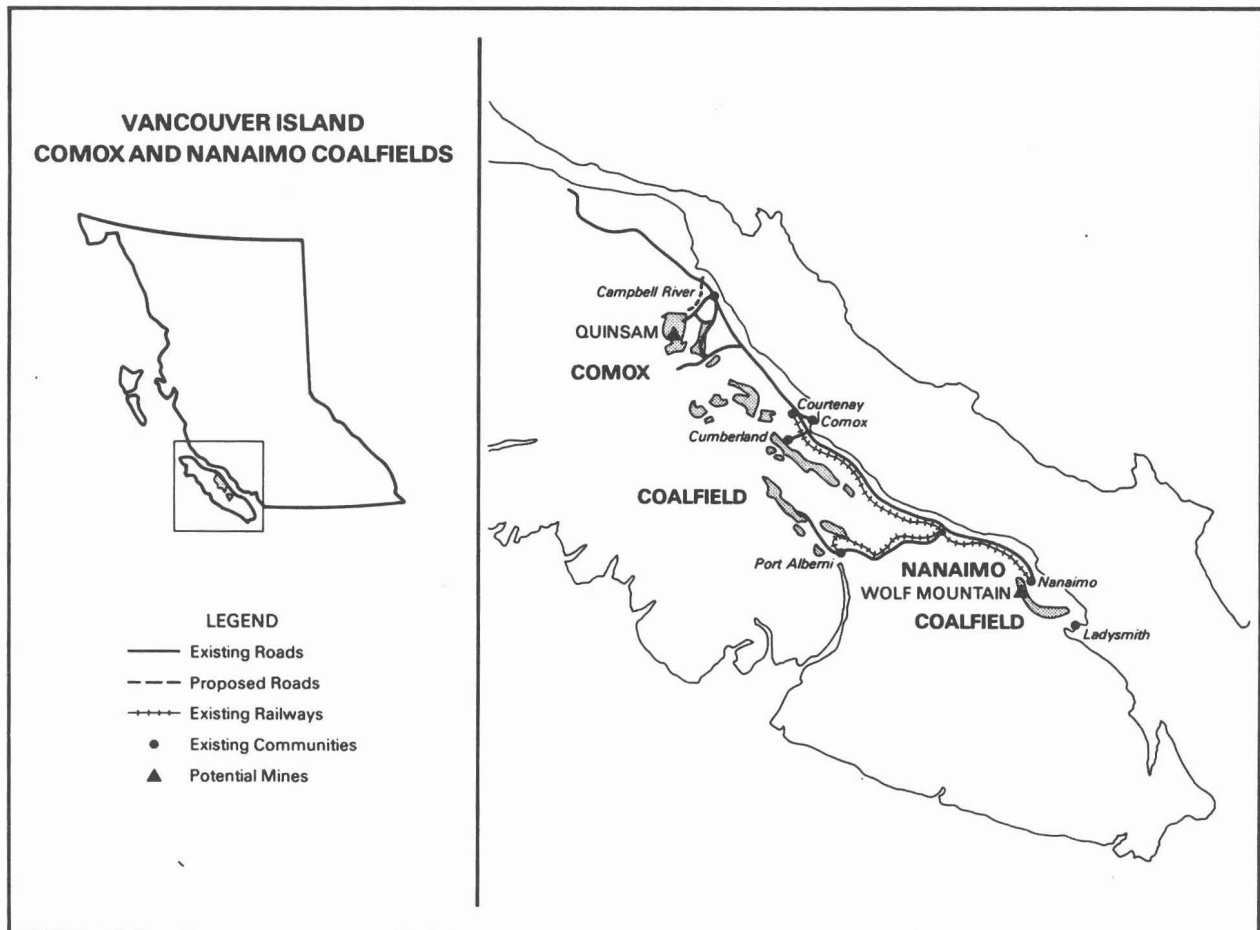 VANCOUVER ISLAND
COMOX AND NANAIMO COALFIELDS
LEGEND
Existing Roads
Proposed Roads
Existing Railways
Existing Communities
Potential Mines
Campbell River
QUINSAM
COMOX
Courtenay
Comox
Cumberland
COALFIELD
Port Alberni
NANAIMO
Nanaimo
WOLF MOUNTAIN
COALFIELD
Ladysmith